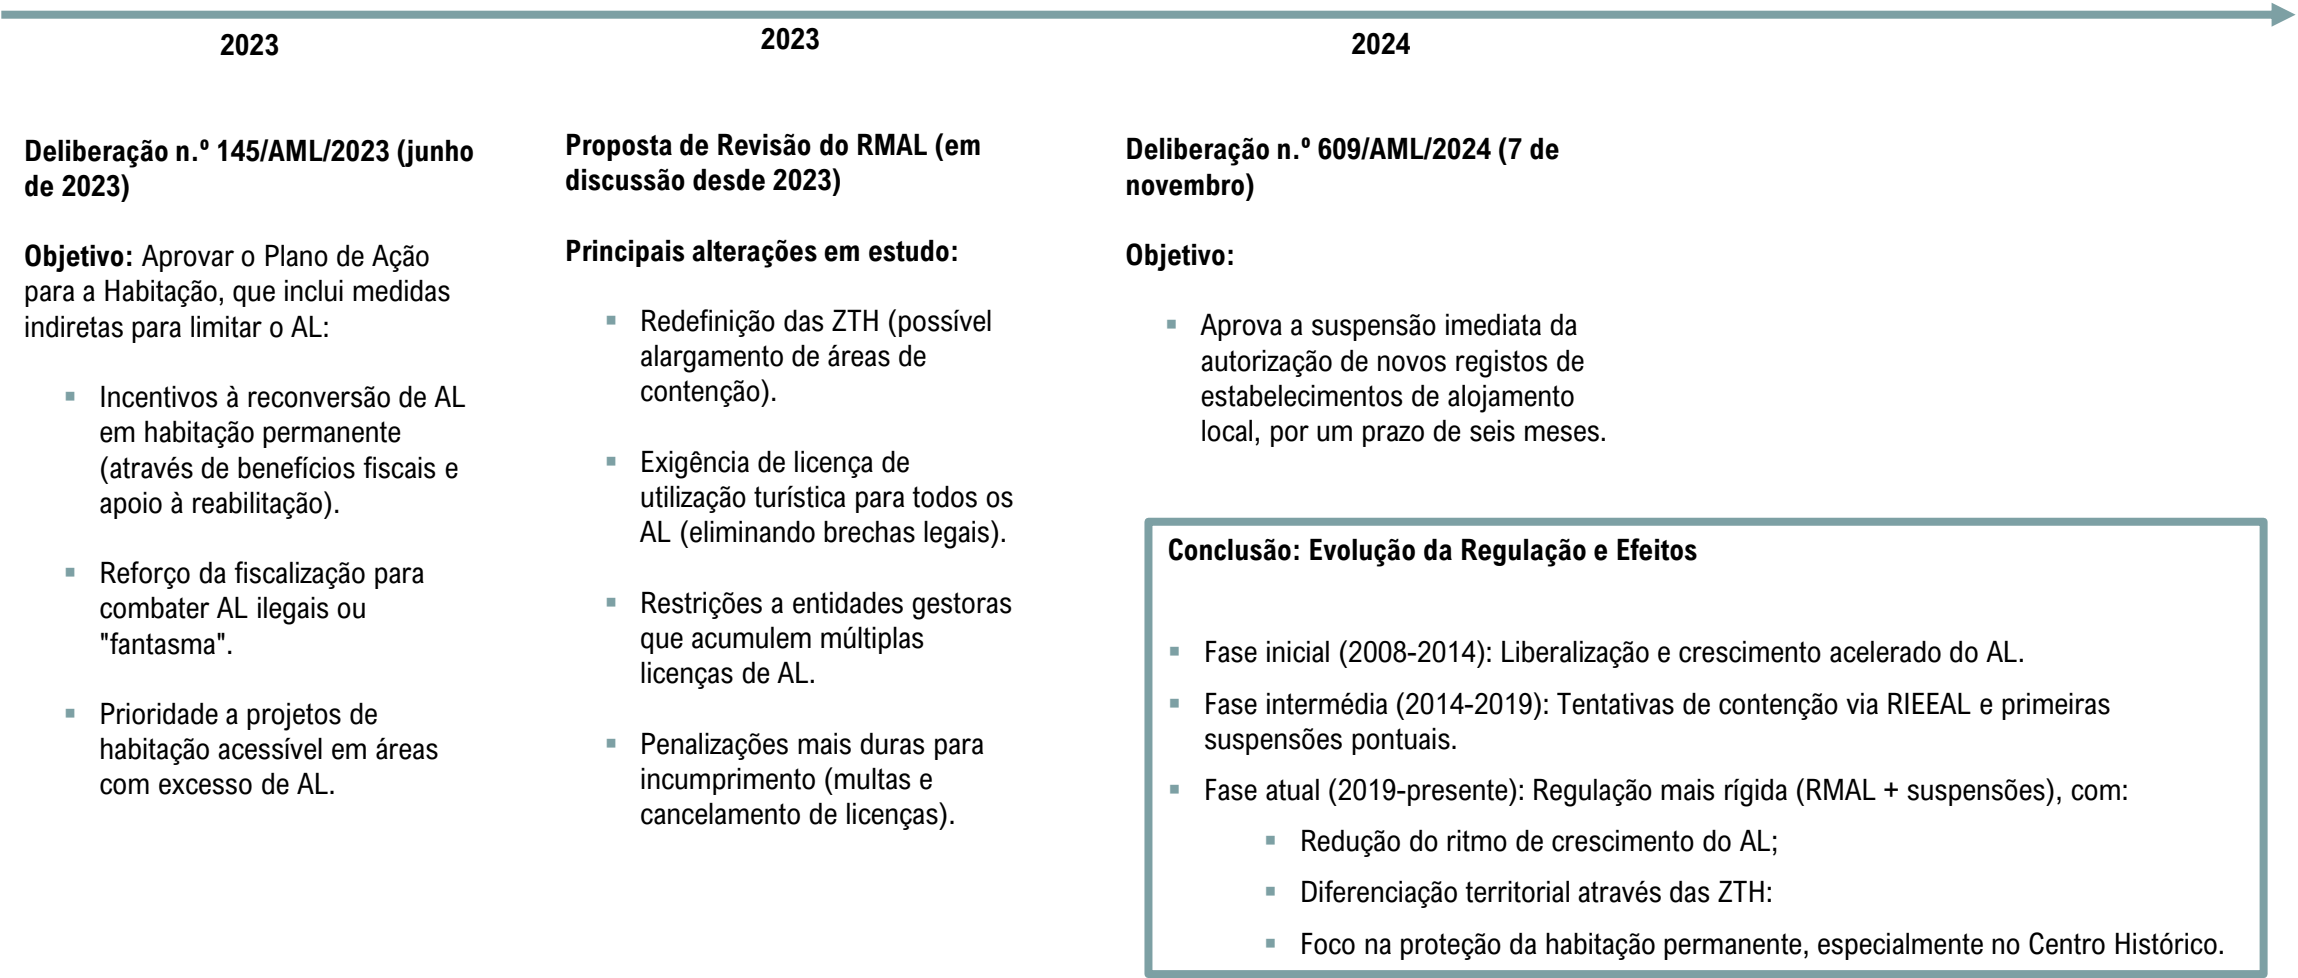 2023
Deliberação n.º 145/AML/2023 (junho
de 2023)
Objetivo: Aprovar o Plano de Ação
para a Habitação, que inclui medidas
indiretas para limitar o AL:
▪ Incentivos à reconversão de AL
em habitação permanente
(através de benefícios fiscais e
apoio à reabilitação).
▪ Reforço da fiscalização para
combater AL ilegais ou
"fantasma".
▪ Prioridade a projetos de
habitação acessível em áreas
com excesso de AL.
2023
Proposta de Revisão do RMAL (em
discussão desde 2023)
Principais alterações em estudo:
▪ Redefinição das ZTH (possível
alargamento de áreas de
contenção).
▪ Exigência de licença de
utilização turística para todos os
AL (eliminando brechas legais).
▪ Restrições a entidades gestoras
que acumulem múltiplas
licenças de AL.
▪ Penalizações mais duras para
incumprimento (multas e
cancelamento de licenças).
2024
Deliberação n.º 609/AML/2024 (7 de
novembro)
Objetivo:
▪ Aprova a suspensão imediata da
autorização de novos registos de
estabelecimentos de alojamento
local, por um prazo de seis meses.
Conclusão: Evolução da Regulação e Efeitos
▪ Fase inicial (2008-2014): Liberalização e crescimento acelerado do AL.
▪ Fase intermédia (2014-2019): Tentativas de contenção via RIEEAL e primeiras
suspensões pontuais.
▪ Fase atual (2019-presente): Regulação mais rígida (RMAL + suspensões), com:
▪ Redução do ritmo de crescimento do AL;
▪ Diferenciação territorial através das ZTH:
▪ Foco na proteção da habitação permanente, especialmente no Centro Histórico.